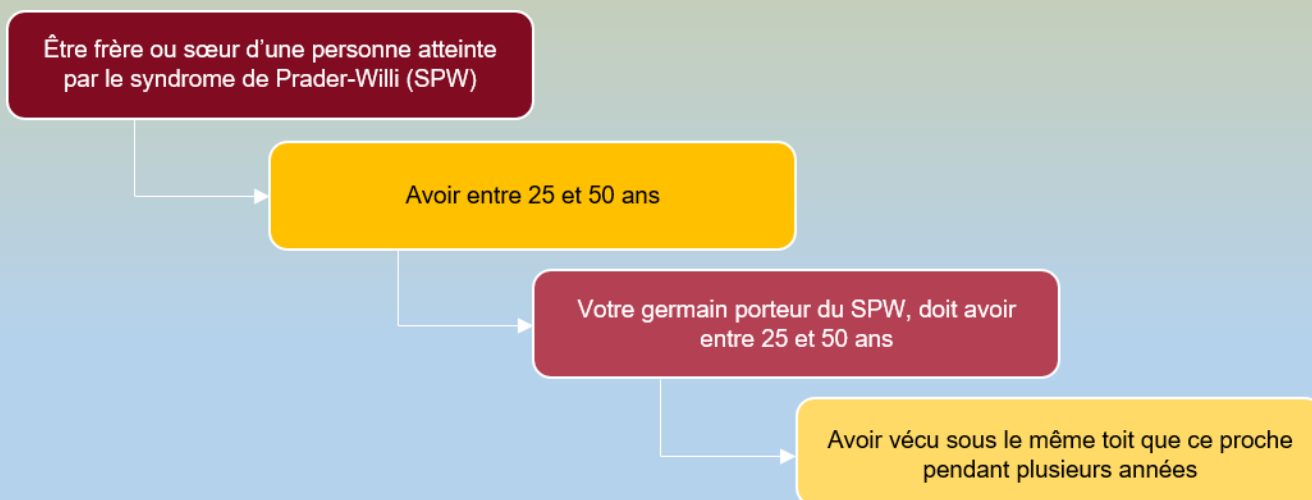 Être frère ou sœur d’une personne atteinte
par le syndrome de Prader-Willi (SPW)
Avoir entre 25 et 50 ans
Votre germain porteur du SPW, doit avoir
entre 25 et 50 ans
Avoir vécu sous le même toit que ce proche
pendant plusieurs années